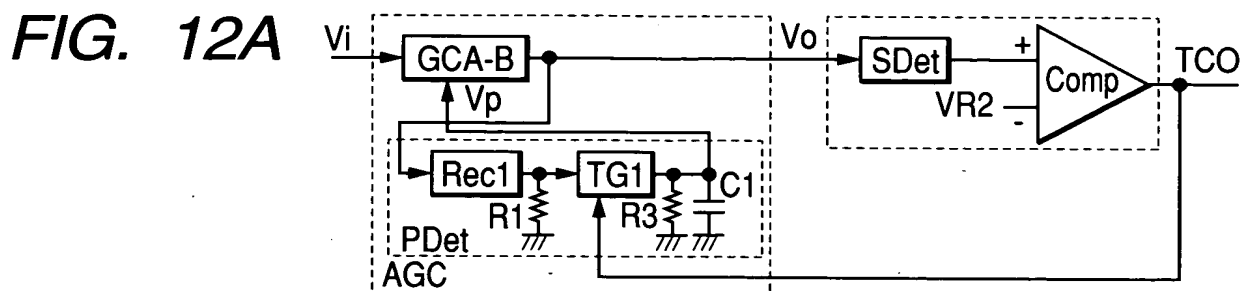 FIG. 12A
Vi
GCA-B
Vp
Vo
SDet
+
VR2
-
Comp
TCO
Rec1
R1
TG1
R3
C1
PDet
AGC